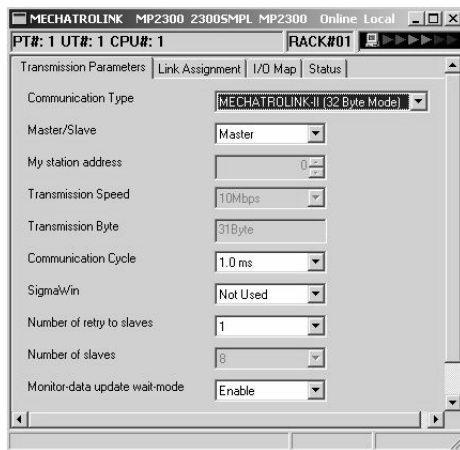 MECHATROLINK MP2300 2300SMPL MP2300 Online Local
PT#: 1 UT#: 1 CPU#: 1 RACK#01
Transmission Parameters Link Assignment I/O Map Status
Communication Type MECHATROLINK-II (32 Byte Mode)
Master/Slave Master
My station address 0
Transmission Speed 10Mbps
Transmission Byte 31Byte
Communication Cycle 1.0 ms
SigmaWin Not Used
Number of retry to slaves 1
Number of slaves 8
Monitor-data update wait-mode Enable